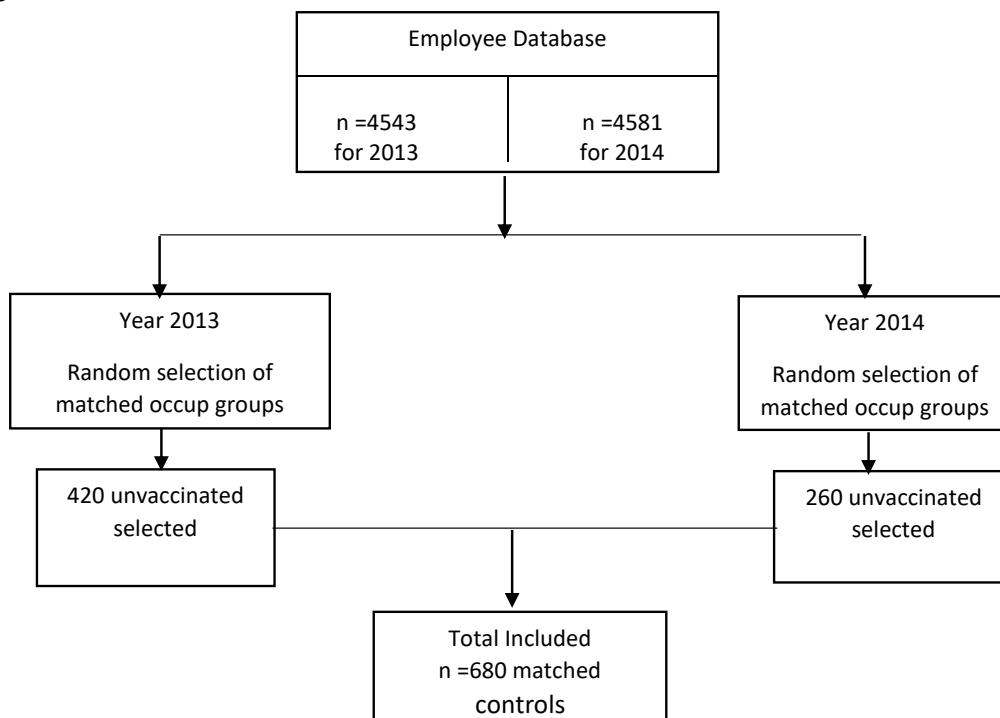 Employee Database
n =4543
for 2013
n =4581
for 2014
Year 2013
Random selection of
matched occup groups
Year 2014
Random selection of
matched occup groups
420 unvaccinated
selected
260 unvaccinated
selected
Total Included
n =680 matched
controls